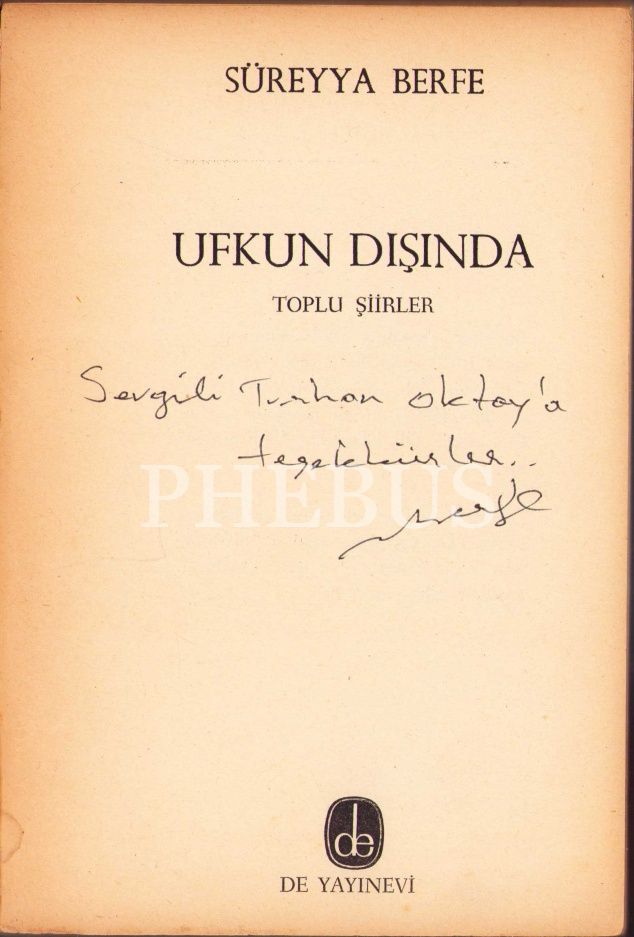 SÜREYYA BERFE
UFKUN DIŞINDA
TOPLU ŞİİRLER
Sevgili Turhan Oktay'a
teşekkürler..
PHEBUS
de
DE YAYINEVİ